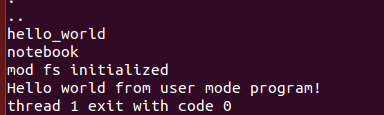 .
..
hello_world
notebook
mod fs initialized
Hello world from user mode program!
thread 1 exit with code 0